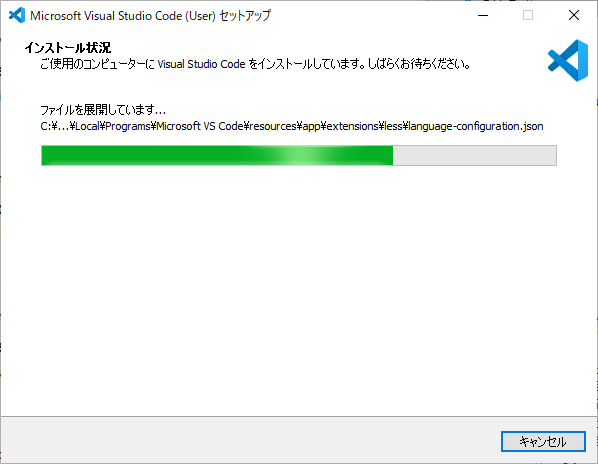 Microsoft Visual Studio Code (User) セットアップ
インストール状況
ご使用のコンピューターに Visual Studio Code をインストールしています。しばらくお待ちください。
ファイルを展開しています...
C:¥...¥Local¥Programs¥Microsoft VS Code¥resources¥app¥extensions¥less¥language-configuration.json
キャンセル